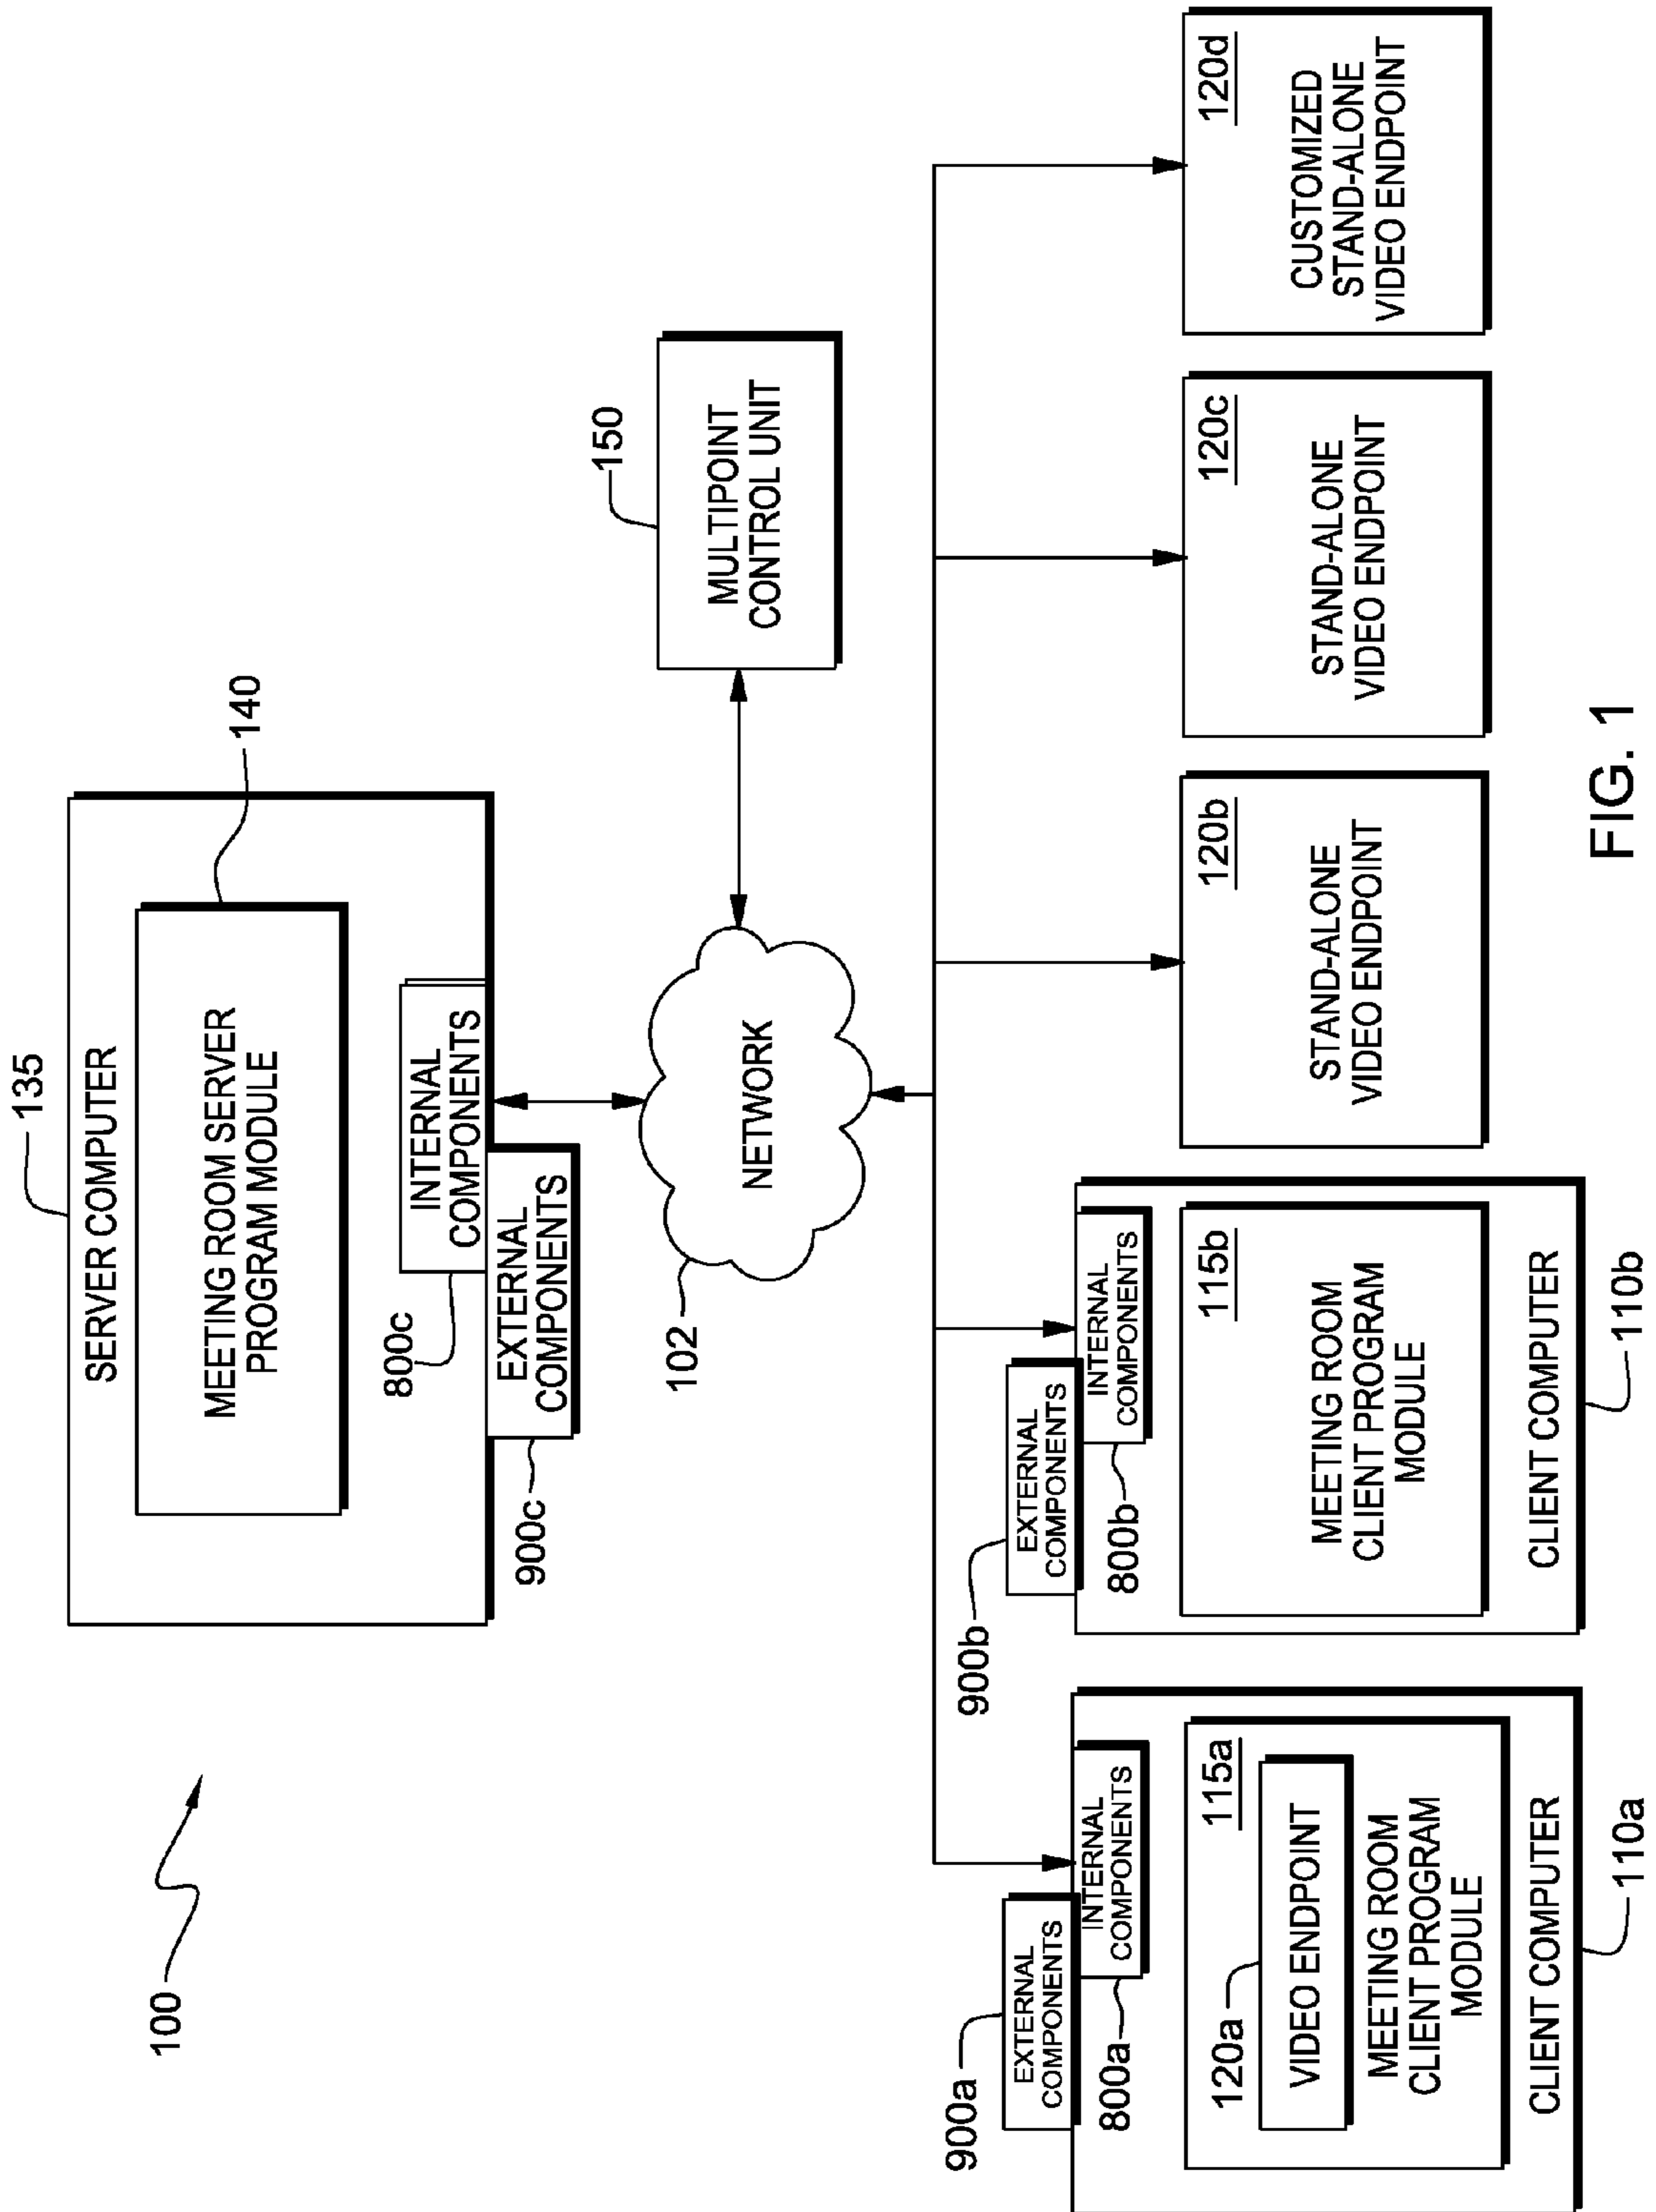 100
135
SERVER COMPUTER
MEETING ROOM SERVER
PROGRAM MODULE
140
800c
INTERNAL
COMPONENTS
900c
EXTERNAL
COMPONENTS
150
MULTIPOINT
CONTROL UNIT
102
NETWORK
900a
EXTERNAL
COMPONENTS
800a
INTERNAL
COMPONENTS
115a
120a
VIDEO ENDPOINT
MEETING ROOM
CLIENT PROGRAM
MODULE
CLIENT COMPUTER
110a
900b
EXTERNAL
COMPONENTS
800b
INTERNAL
COMPONENTS
115b
MEETING ROOM
CLIENT PROGRAM
MODULE
CLIENT COMPUTER
110b
120b
STAND-ALONE
VIDEO ENDPOINT
120c
STAND-ALONE
VIDEO ENDPOINT
120d
CUSTOMIZED
STAND-ALONE
VIDEO ENDPOINT
FIG. 1